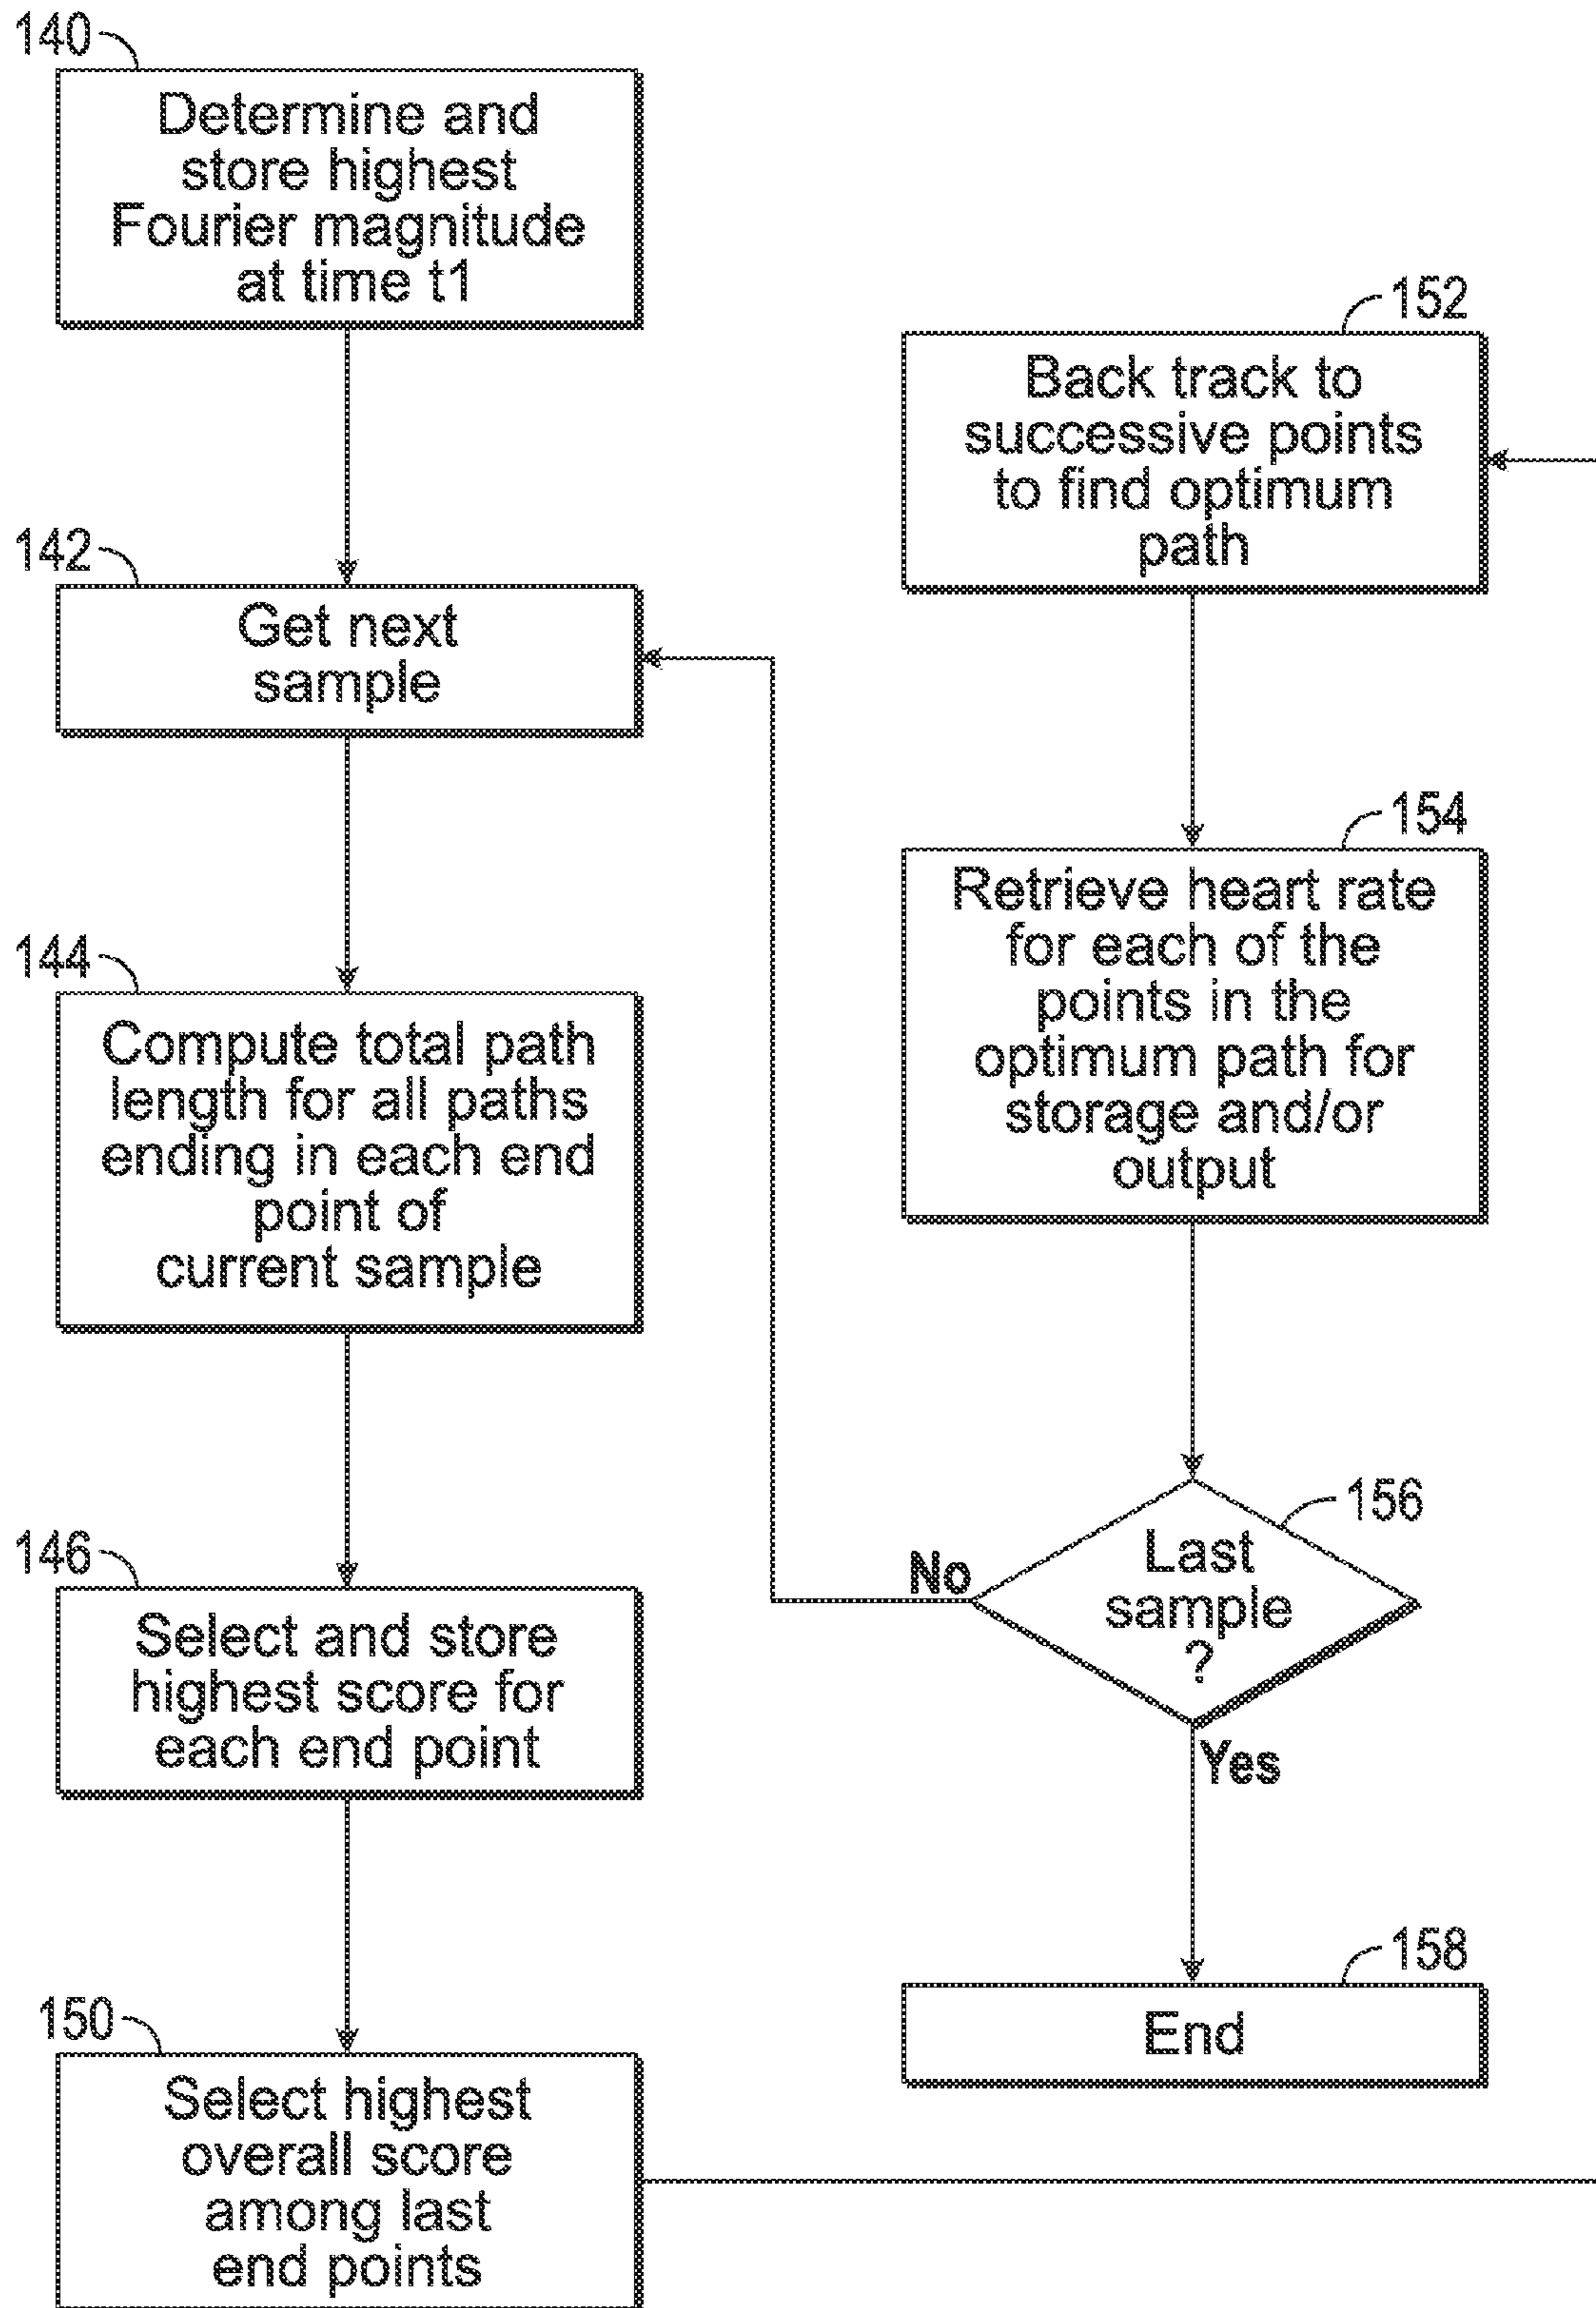 140
Determine and
store highest
Fourier magnitude
at time t1
142
Get next
sample
144
Compute total path
length for all paths
ending in each end
point of
current sample
146
Select and store
highest score for
each end point
150
Select highest
overall score
among last
end points
152
Back track to
successive points
to find optimum
path
154
Retrieve heart rate
for each of the
points in the
optimum path for
storage and/or
output
156
Last
sample
?
No
Yes
158
End